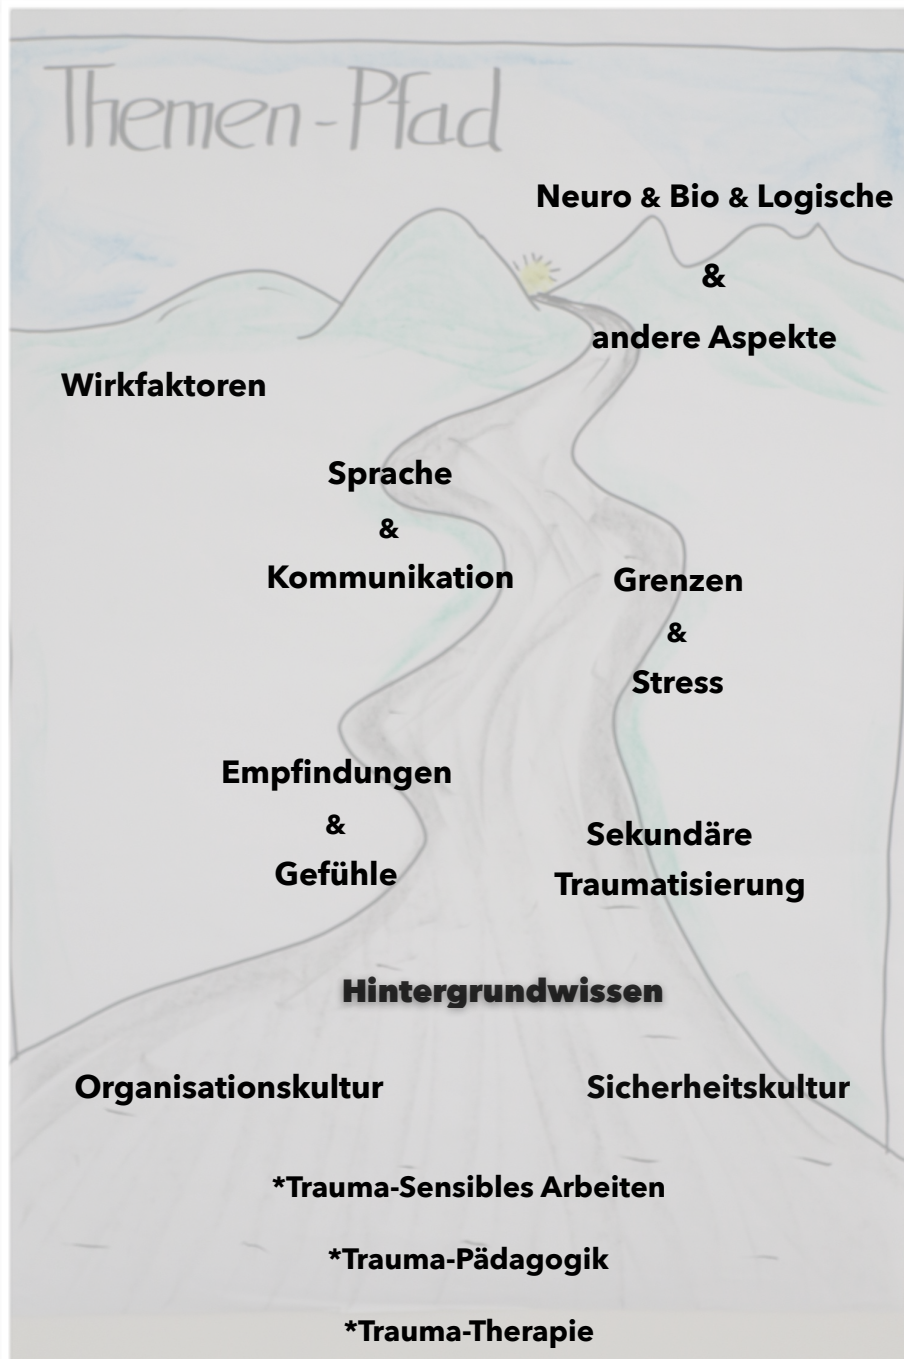 Themen-Pfad
Neuro & Bio & Logische
&
andere Aspekte
Wirkfaktoren
Sprache
&
Kommunikation
Grenzen
&
Stress
Empfindungen
&
Gefühle
Sekundäre
Traumatisierung
Hintergrundwissen
Organisationskultur
Sicherheitskultur
*Trauma-Sensibles Arbeiten
*Trauma-Pädagogik
*Trauma-Therapie